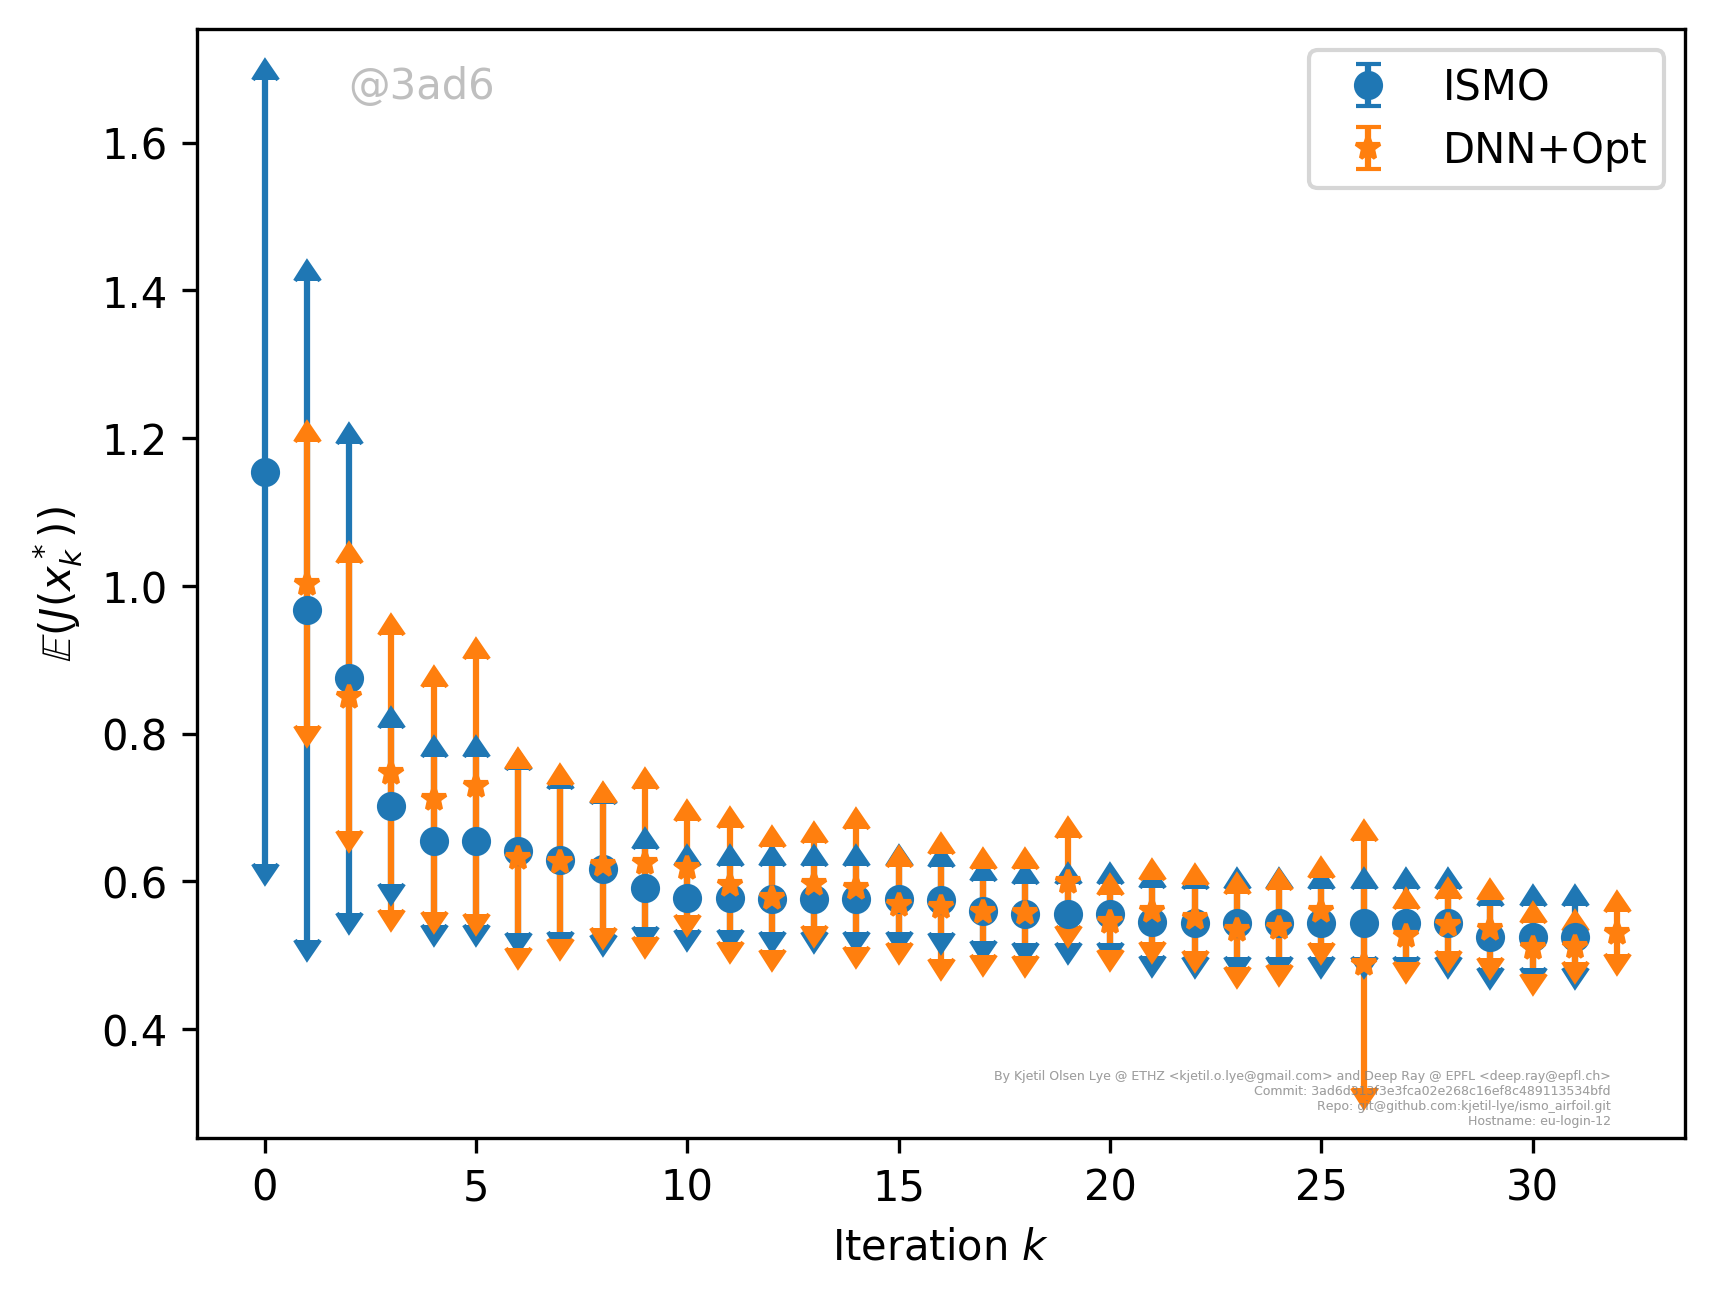 @3ad6
ISMO
DNN+Opt
1.6
1.4
1.2
1.0
0.8
0.6
0.4
𝔼(J(x*k))
0
5
10
15
20
25
30
Iteration k
By Kjetil Olsen Lye @ ETHZ <kjetil.o.lye@gmail.com> and Deep Ray @ EPFL <deep.ray@epfl.ch>
Commit:
Repo: git@github.com:kjetil-lye/ismo_airfoil.git
Hostname: eu-login-12